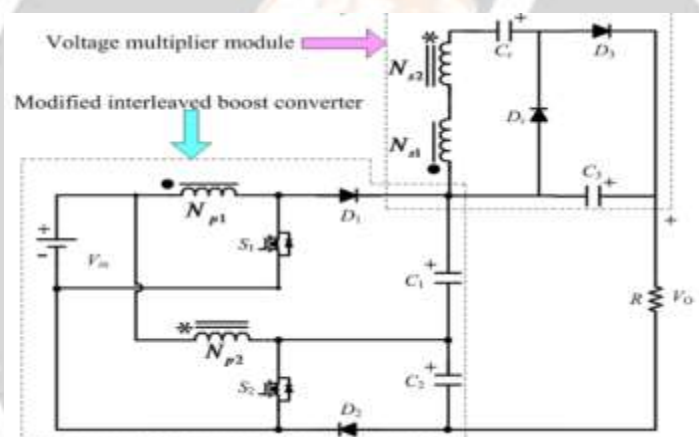 Voltage multiplier module
Modified interleaved boost converter
*
N_s2
N_s1
C_r +
D_3
D_r
C_3 +
N_p1
D_1
S_1
+
-
V_in
C_1 +
+
R
V_O
*
N_p2
S_2
C_2 +
D_2